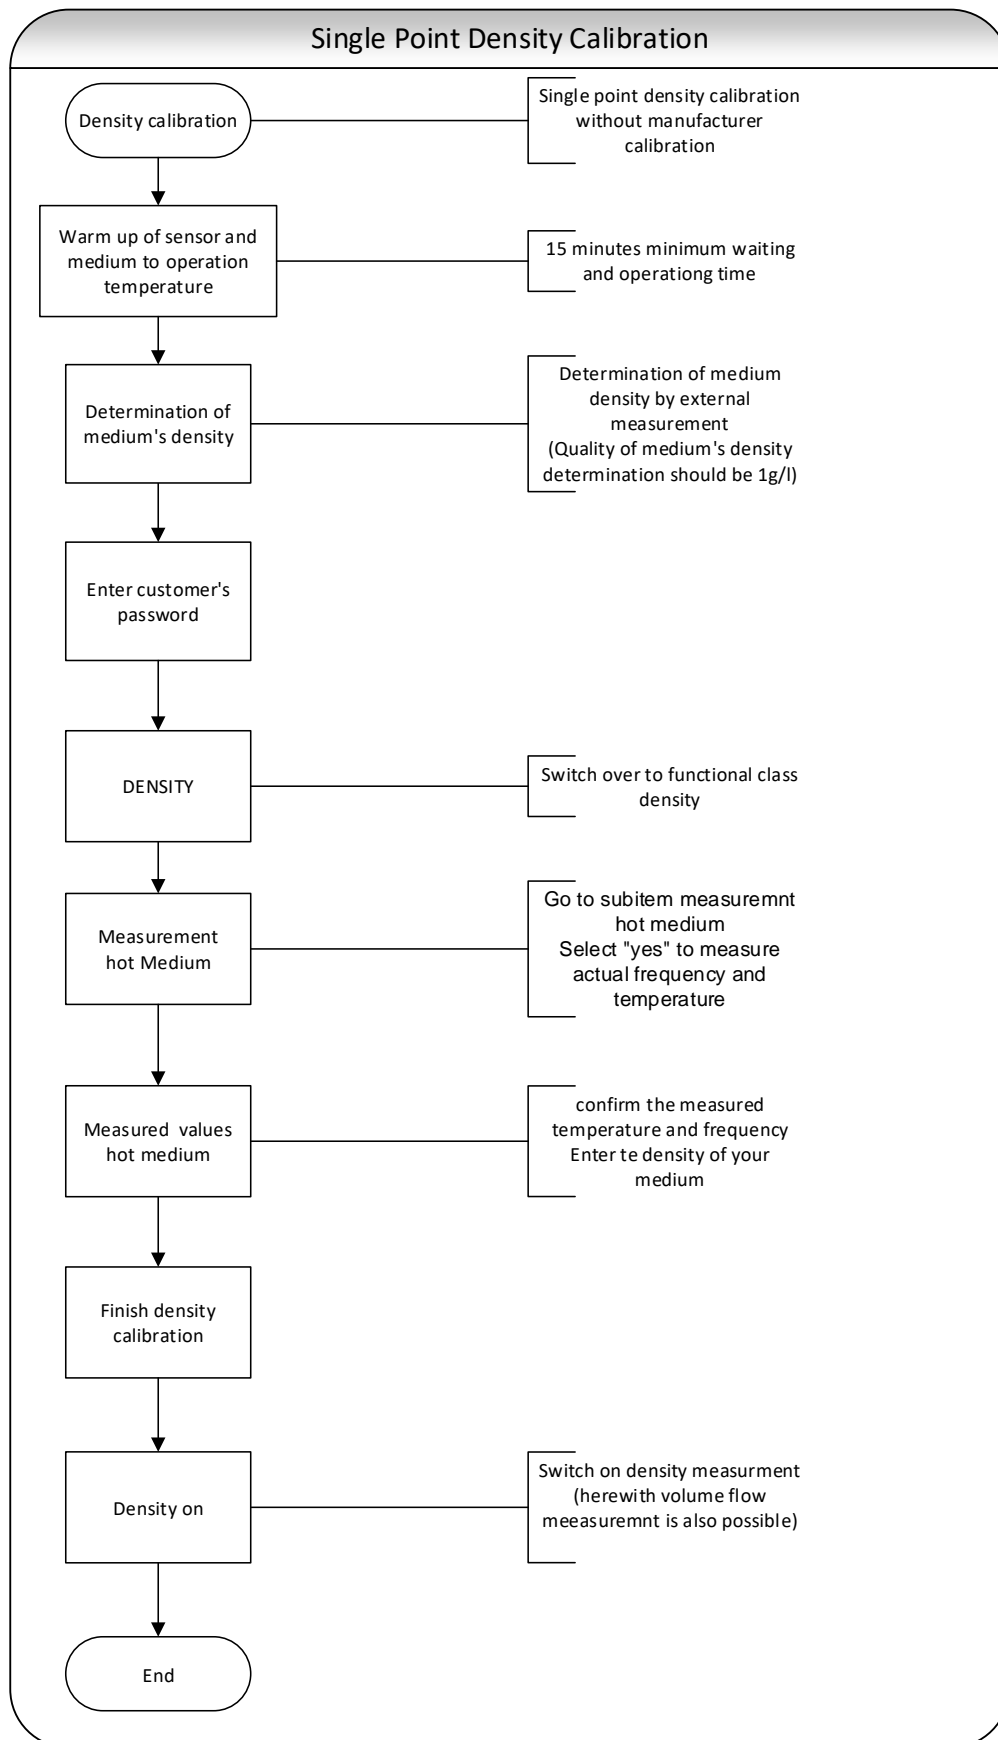 Single Point Density Calibration
Density calibration
Single point density calibration
without manufacturer
calibration
Warm up of sensor and
medium to operation
temperature
15 minutes minimum waiting
and operationg time
Determination of
medium's density
Determination of medium
density by external
measurement
(Quality of medium's density
determination should be 1g/l)
Enter customer's
password
DENSITY
Switch over to functional class
density
Measurement
hot Medium
Go to subitem measuremnt
hot medium
Select "yes" to measure
actual frequency and
temperature
Measured  values
hot medium
confirm the measured
temperature and frequency
Enter te density of your
medium
Finish density
calibration
Density on
Switch on density measurment
(herewith volume flow
meeasuremnt is also possible)
End